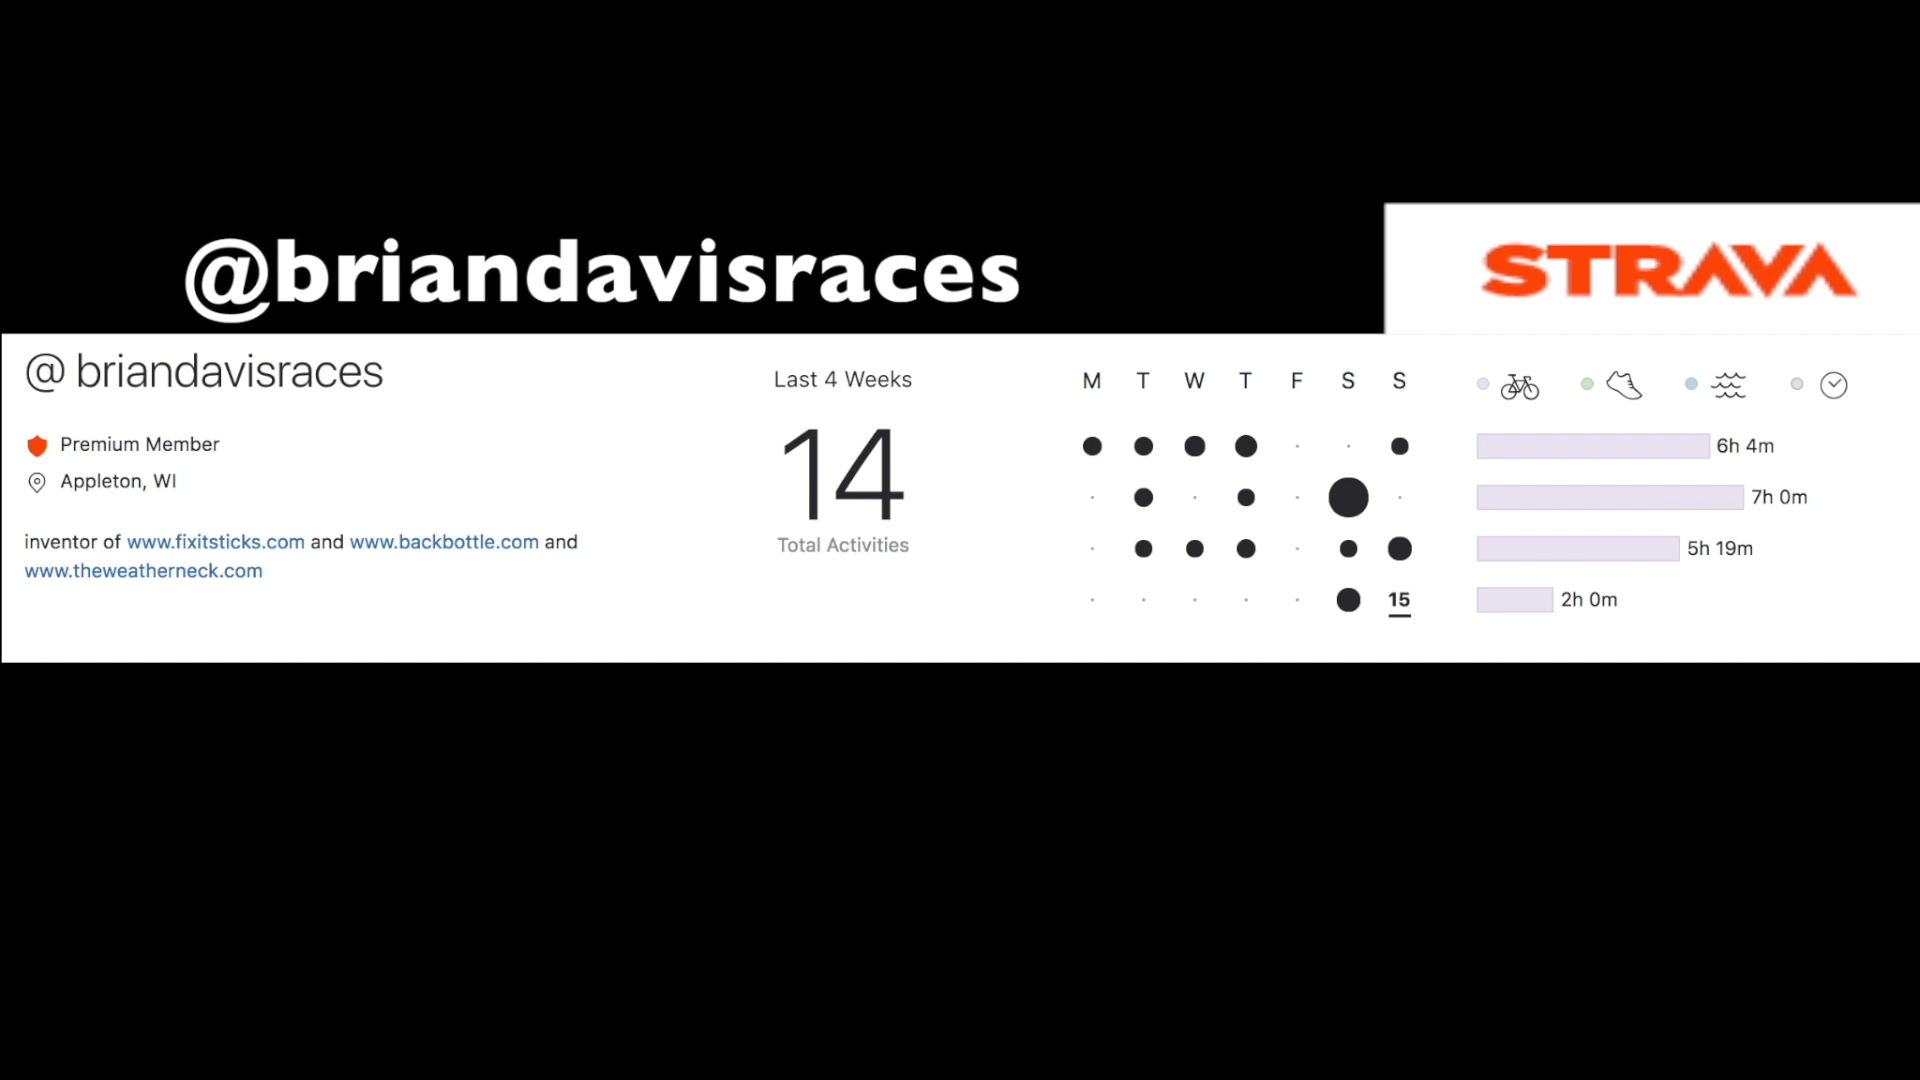 @briandavisraces
STRAVA
@ briandavisraces
Premium Member
Appleton, WI
inventor of www.fixitsticks.com and www.backbottle.com and
www.theweatherneck.com
Last 4 Weeks
14
Total Activities
M T W T F S S
15
6h 4m
7h 0m
5h 19m
2h 0m